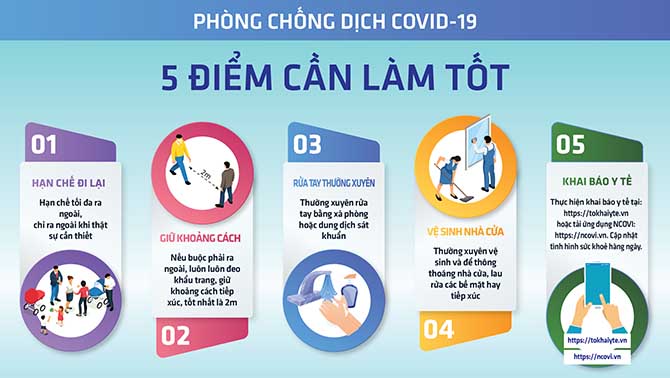 PHÒNG CHỐNG DỊCH COVID-19
5 ĐIỂM CẦN LÀM TỐT
01
HẠN CHẾ ĐI LẠI
Hạn chế tối đa ra
ngoài,
chỉ ra ngoài khi thật
sự cần thiết
2m
GIỮ KHOẢNG CÁCH
Nếu buộc phải ra
ngoài, luôn luôn đeo
khẩu trang, giữ
khoảng cách tiếp
xúc, tốt nhất là 2m
02
03
RỬA TAY THƯỜNG XUYÊN
Thường xuyên rửa
tay bằng xà phòng
hoặc dung dịch sát
khuẩn
VỆ SINH NHÀ CỬA
Thường xuyên vệ
sinh và để thông
thoáng nhà cửa, lau
rửa các bề mặt hay
tiếp xúc
04
05
KHAI BÁO Y TẾ
Thực hiện khai báo y tế tại:
https://tokhaiyte.vn
hoặc tải ứng dụng NCOVI:
https://ncovi.vn. Cập nhật
tình hình sức khoẻ hàng ngày.
https://tokhaiyte.vn
https://ncovi.vn